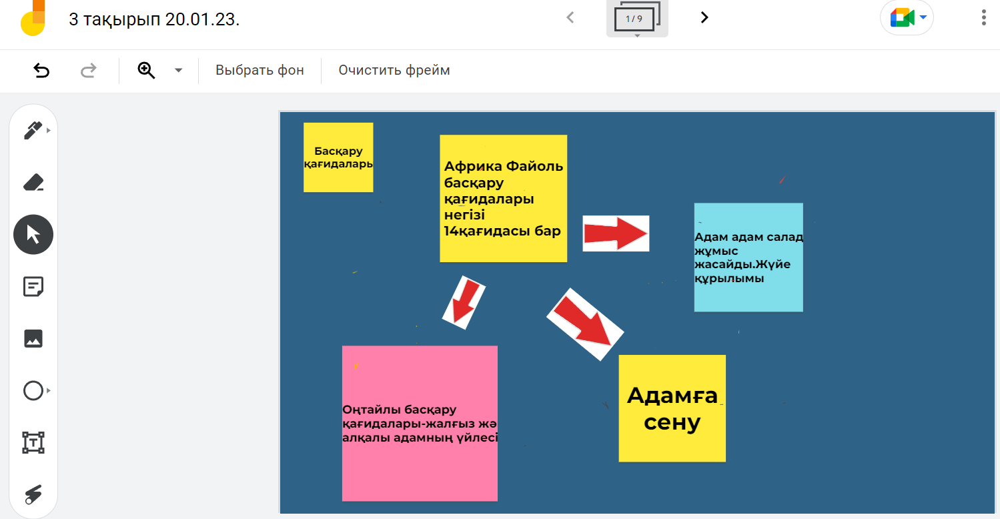 3 тақырып 20.01.23.
1 / 9
Выбрать фон
Очистить фрейм
Басқару
қағидалары
Африка Файоль
басқару
қағидалары
негізі
14қағидасы бар
Адам адам салад
жұмыс
жасайды.Жүйе
құрылымы
Оңтайлы басқару
қағидалары-жалғыз жә
алқалы адамның үйлесі
Адамға
сену